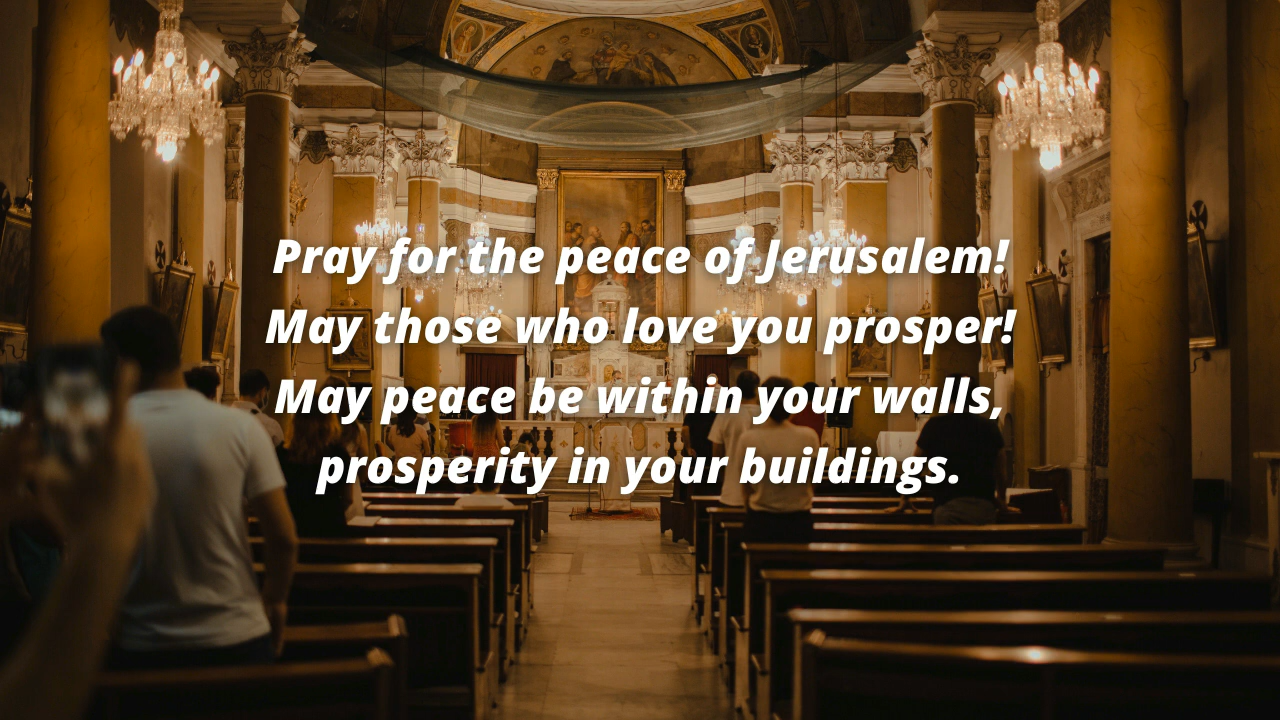 Pray for the peace of Jerusalem!
May those who love you prosper!
May peace be within your walls,
prosperity in your buildings.